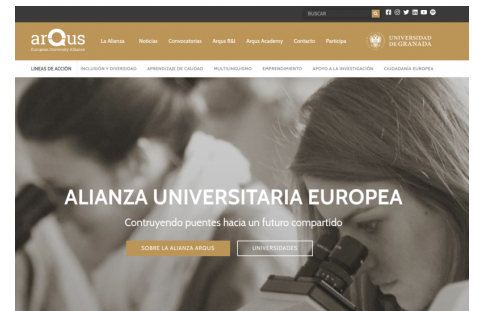 BUSCAR
arQus
European University Alliance
La Alianza Noticias Convocatorias Arqus R&I Arqus Academy Contacto Participa
UNIVERSIDAD
DE GRANADA
LINEAS DE ACCIÓN INCLUSIÓN Y DIVERSIDAD APRENDIZAJE DE CALIDAD MULTILINGÜISMO EMPRENDIMIENTO APOYO A LA INVESTIGACIÓN CIUDADANÍA EUROPEA
ALIANZA UNIVERSITARIA EUROPEA
Contruyendo puentes hacia un futuro compartido
SOBRE LA ALIANZA ARQUS UNIVERSIDADES